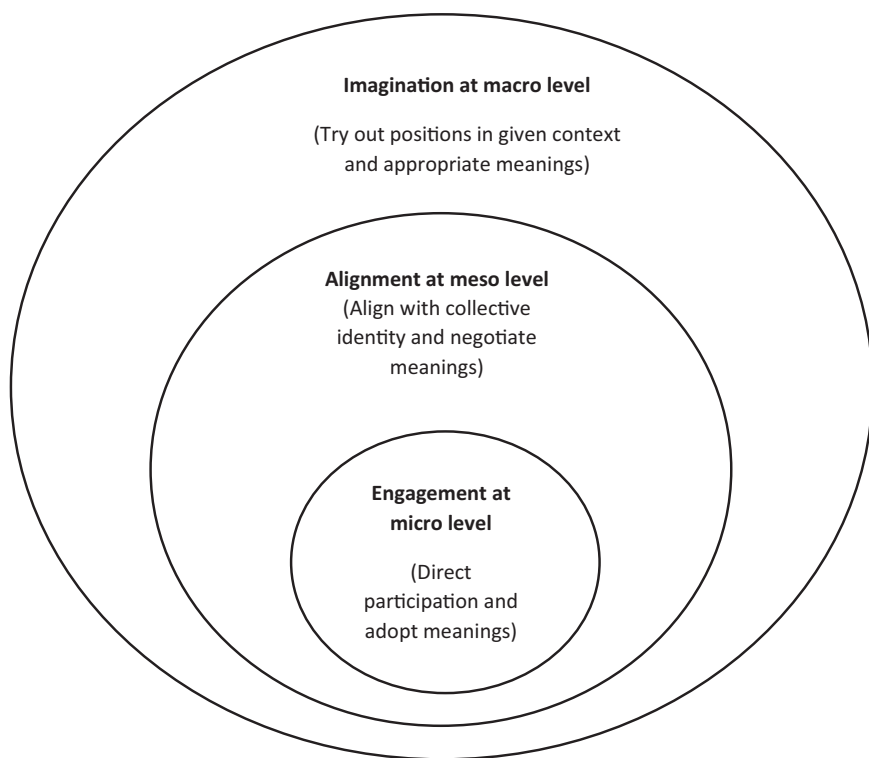 Imagination at macro level
(Try out positions in given context
and appropriate meanings)
Alignment at meso level
(Align with collective
identity and negotiate
meanings)
Engagement at
micro level
(Direct
participation and
adopt meanings)